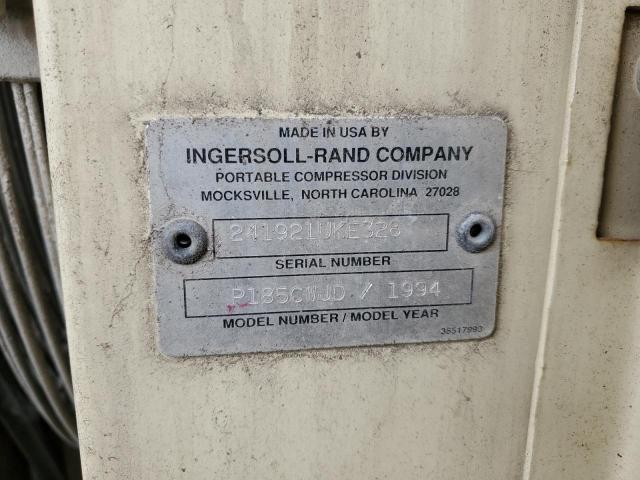 MADE IN USA BY
INGERSOLL-RAND COMPANY
PORTABLE COMPRESSOR DIVISION
MOCKSVILLE, NORTH CAROLINA 27028
241921UKE328
SERIAL NUMBER
P185CWJD / 1994
MODEL NUMBER / MODEL YEAR
36517993